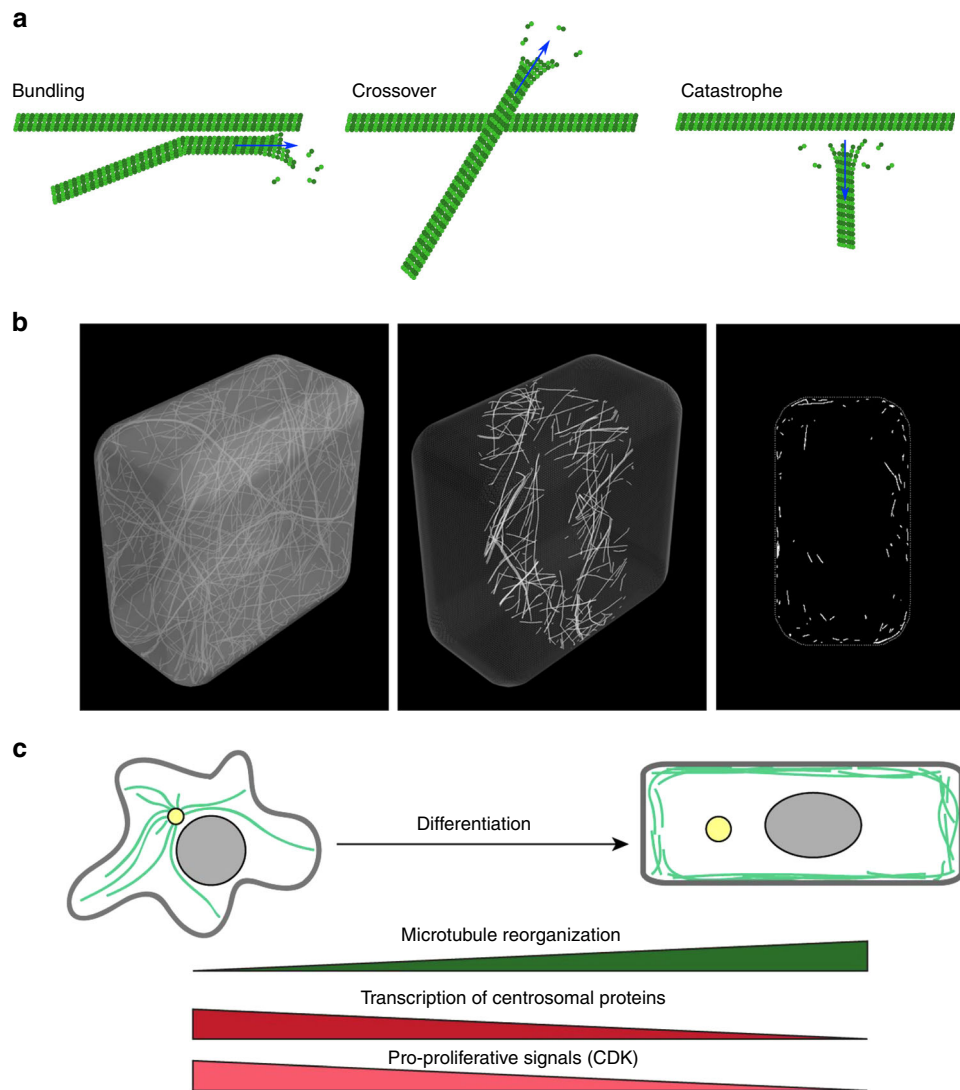 a
Bundling
Crossover
Catastrophe
b
c
Differentiation
Microtubule reorganization
Transcription of centrosomal proteins
Pro-proliferative signals (CDK)